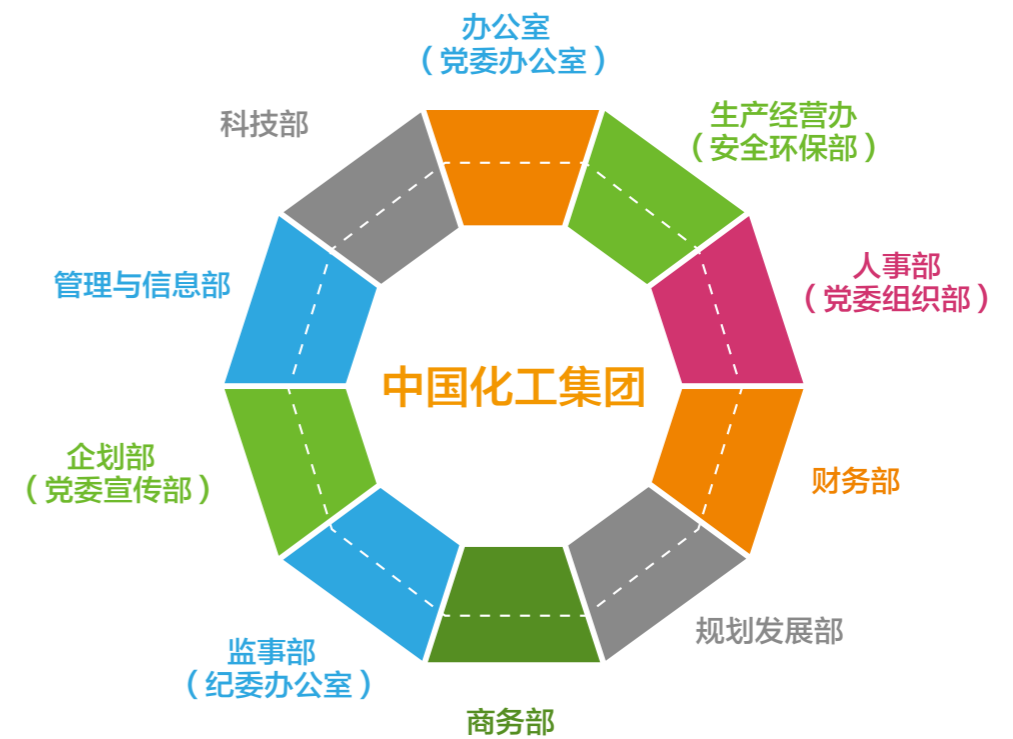 办公室
（党委办公室）
生产经营办
（安全环保部）
科技部
人事部
（党委组织部）
管理与信息部
中国化工集团
企划部
（党委宣传部）
财务部
规划发展部
监事部
（纪委办公室）
商务部